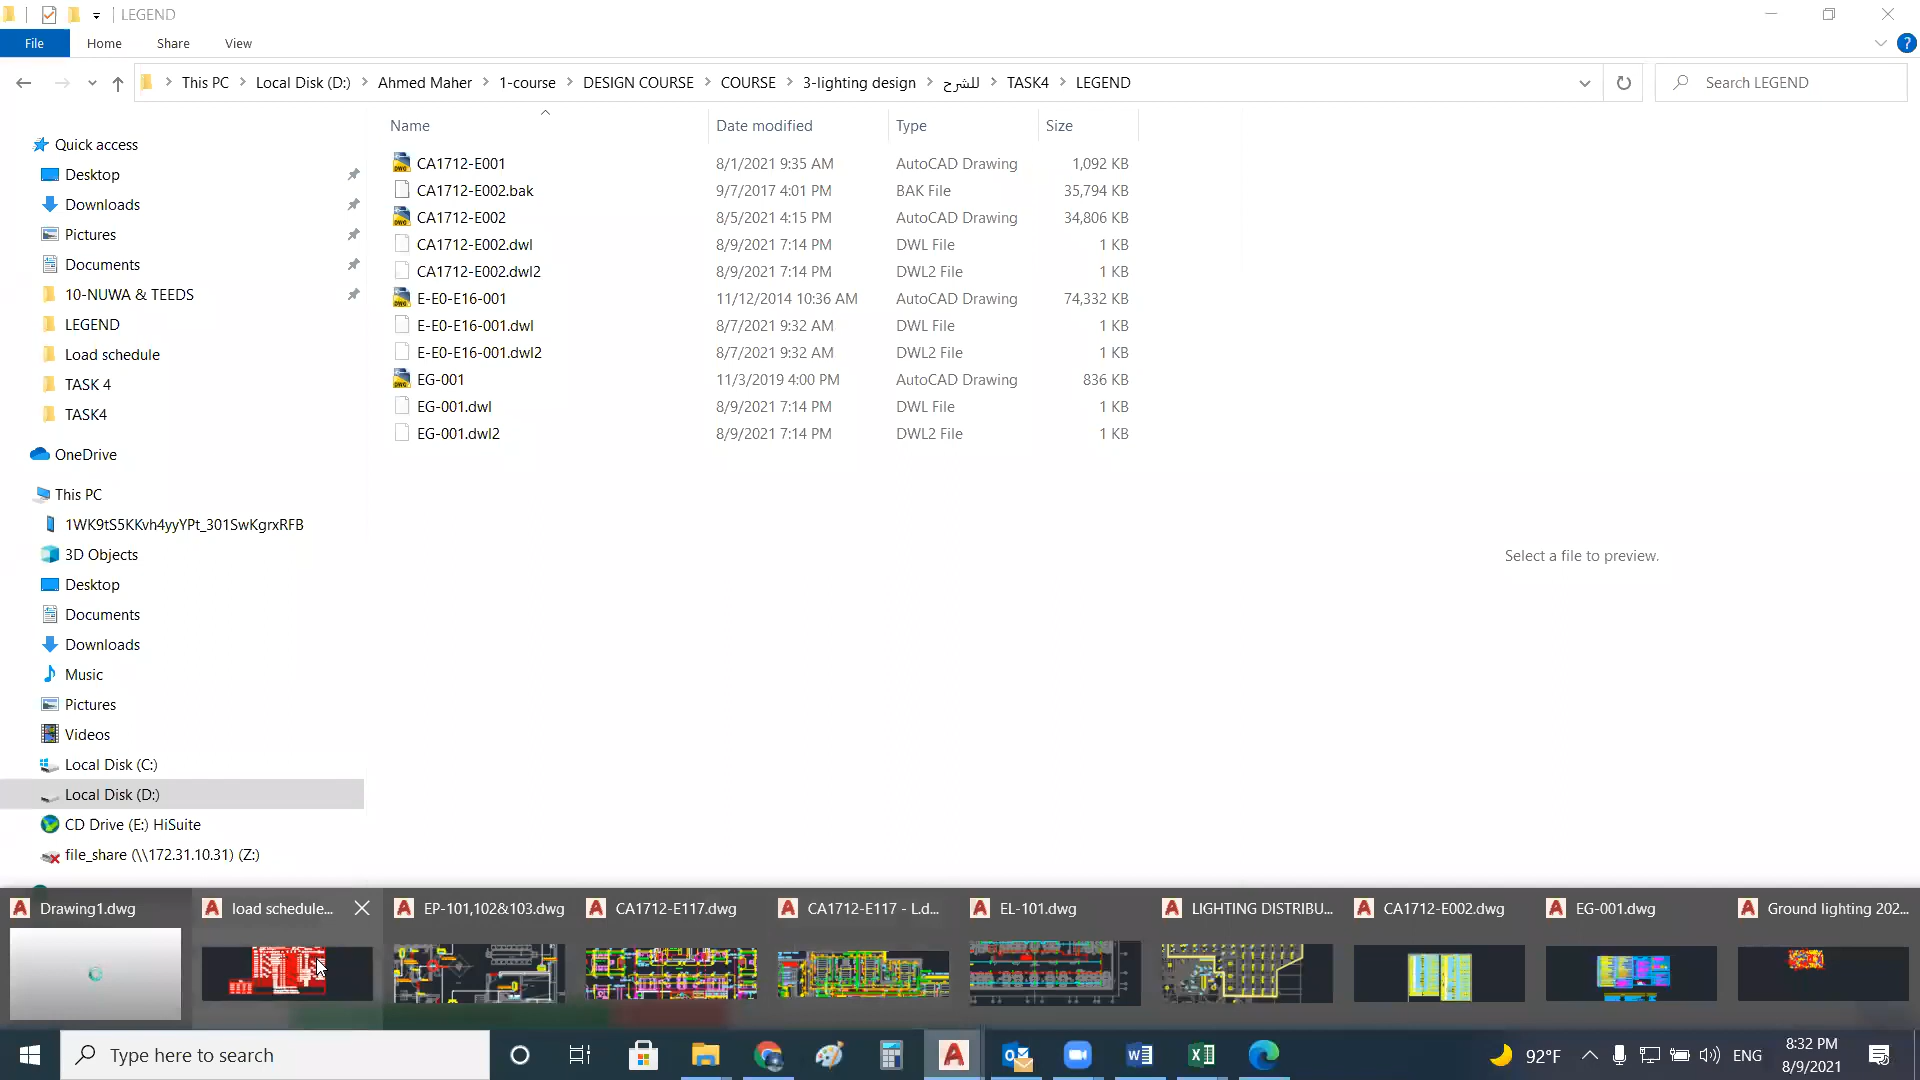 LEGEND
File Home Share View
This PC Local Disk (D:) Ahmed Maher 1-course DESIGN COURSE COURSE 3-lighting design للشرح TASK4 LEGEND
Search LEGEND
Name Date modified Type Size
CA1712-E001 8/1/2021 9:35 AM AutoCAD Drawing 1,092 KB
CA1712-E002.bak 9/7/2017 4:01 PM BAK File 35,794 KB
CA1712-E002 8/5/2021 4:15 PM AutoCAD Drawing 34,806 KB
CA1712-E002.dwl 8/9/2021 7:14 PM DWL File 1 KB
CA1712-E002.dwl2 8/9/2021 7:14 PM DWL2 File 1 KB
E-E0-E16-001 11/12/2014 10:36 AM AutoCAD Drawing 74,332 KB
E-E0-E16-001.dwl 8/7/2021 9:32 AM DWL File 1 KB
E-E0-E16-001.dwl2 8/7/2021 9:32 AM DWL2 File 1 KB
EG-001 11/3/2019 4:00 PM AutoCAD Drawing 836 KB
EG-001.dwl 8/9/2021 7:14 PM DWL File 1 KB
EG-001.dwl2 8/9/2021 7:14 PM DWL2 File 1 KB
Quick access
Desktop
Downloads
Pictures
Documents
10-NUWA & TEEDS
LEGEND
Load schedule
TASK 4
TASK4
OneDrive
This PC
1WK9tS5KKvh4yyYPt_301SwKgrxRFB
3D Objects
Desktop
Documents
Downloads
Music
Pictures
Videos
Local Disk (C:)
Local Disk (D:)
CD Drive (E:) HiSuite
file_share (\\172.31.10.31) (Z:)
Select a file to preview.
Drawing1.dwg load schedule... EP-101,102&103.dwg CA1712-E117.dwg CA1712-E117 - L.d... EL-101.dwg LIGHTING DISTRIBU... CA1712-E002.dwg EG-001.dwg Ground lighting 202...
Type here to search
92°F ENG 8:32 PM
8/9/2021